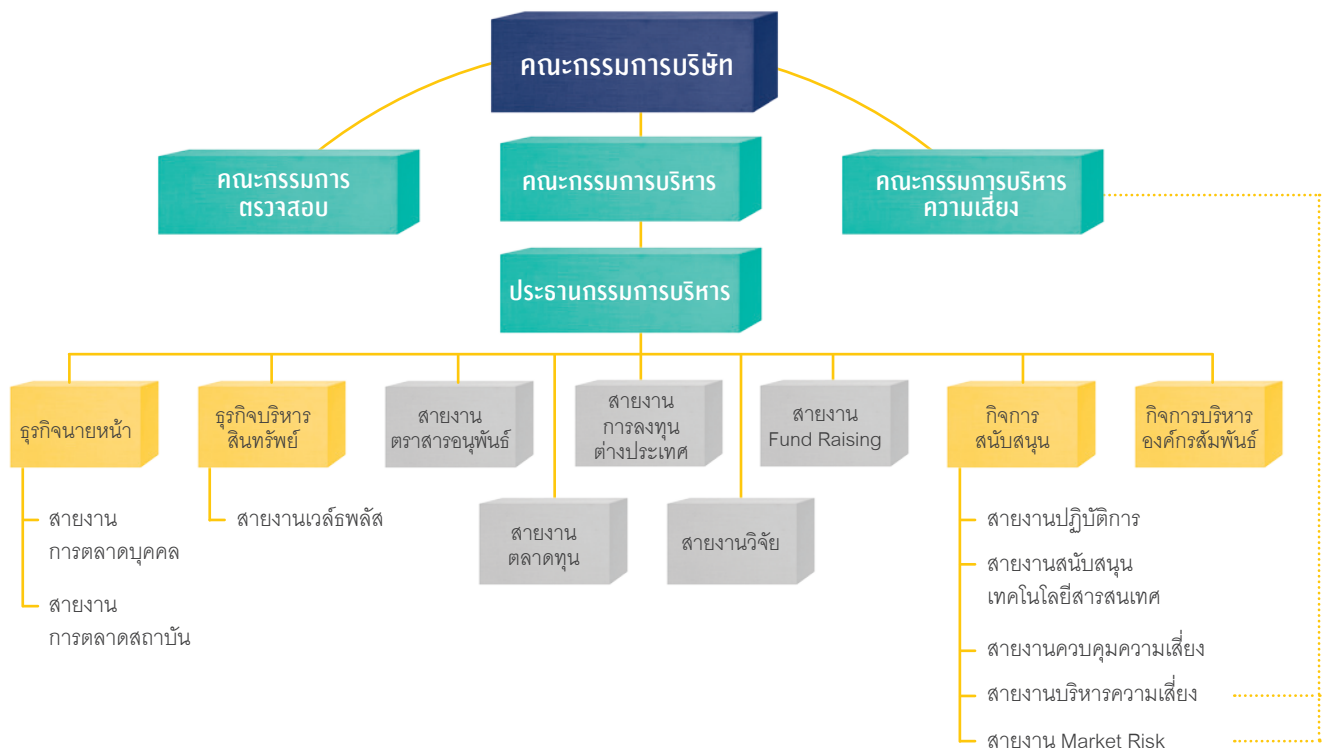 คณะกรรมการบริษัท
คณะกรรมการ
ตรวจสอบ
คณะกรรมการบริหาร
คณะกรรมการบริหาร
ความเสี่ยง
ประธานกรรมการบริหาร
ธุรกิจนายหน้า
ธุรกิจบริหาร
สินทรัพย์
สายงาน
ตราสารอนุพันธ์
สายงาน
การลงทุน
ต่างประเทศ
สายงาน
Fund Raising
กิจการ
สนับสนุน
กิจการบริหาร
องค์กรสัมพันธ์
สายงาน
ตลาดทุน
สายงานวิจัย
สายงาน
การตลาดบุคคล
สายงาน
การตลาดสถาบัน
สายงานเวล์ธพลัส
สายงานปฏิบัติการ
สายงานสนับสนุน
เทคโนโลยีสารสนเทศ
สายงานควบคุมความเสี่ยง
สายงานบริหารความเสี่ยง
สายงาน Market Risk